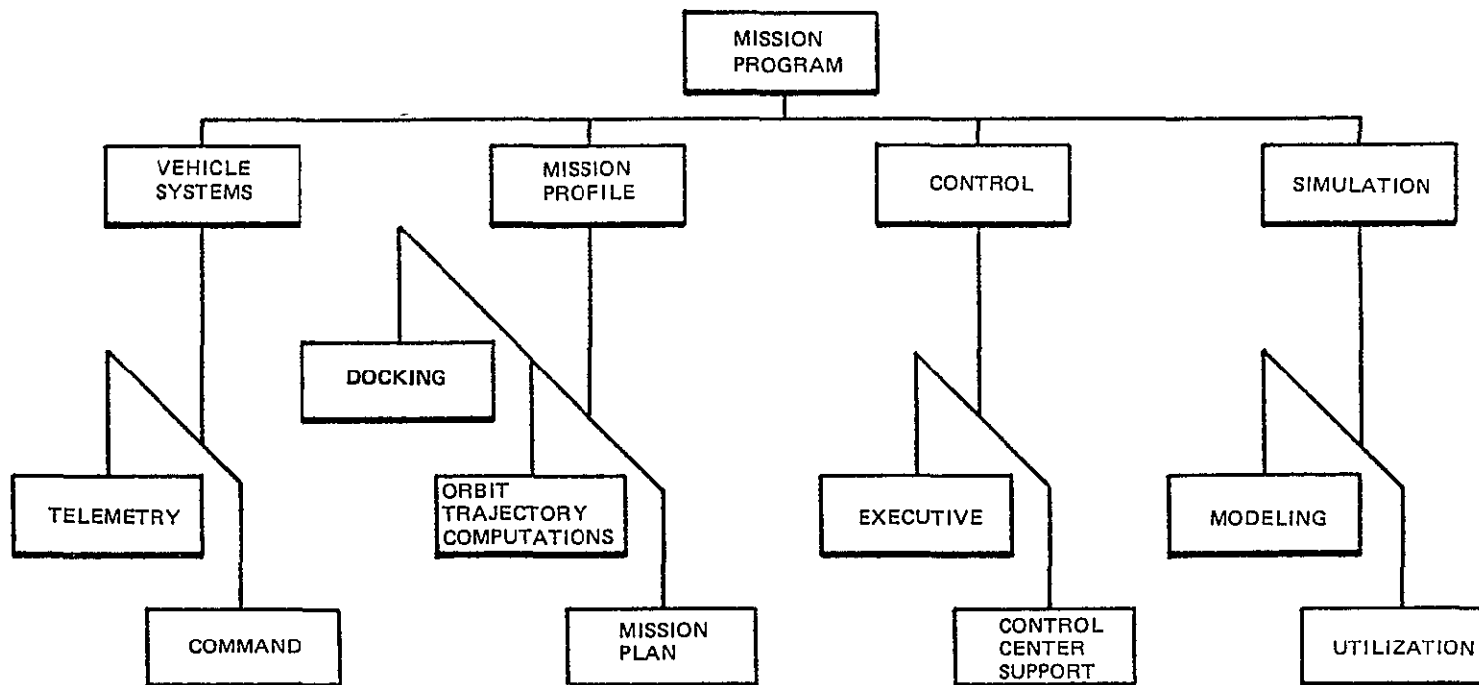 MISSION
PROGRAM
VEHICLE
SYSTEMS
MISSION
PROFILE
CONTROL
SIMULATION
DOCKING
TELEMETRY
ORBIT
TRAJECTORY
COMPUTATIONS
EXECUTIVE
MODELING
COMMAND
MISSION
PLAN
CONTROL
CENTER
SUPPORT
UTILIZATION